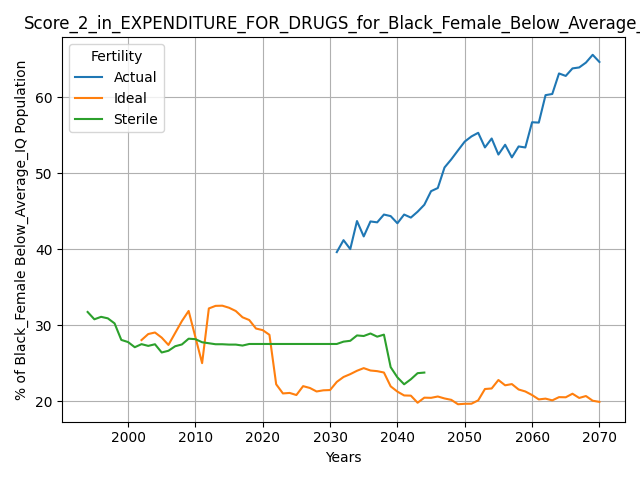 Score_2_in_EXPENDITURE_FOR_DRUGS_for_Black_Female_Below_Average_
Fertility
Actual
Ideal
Sterile
% of Black_Female Below_Average_IQ Population
60
50
40
30
20
2000 2010 2020 2030 2040 2050 2060 2070
Years